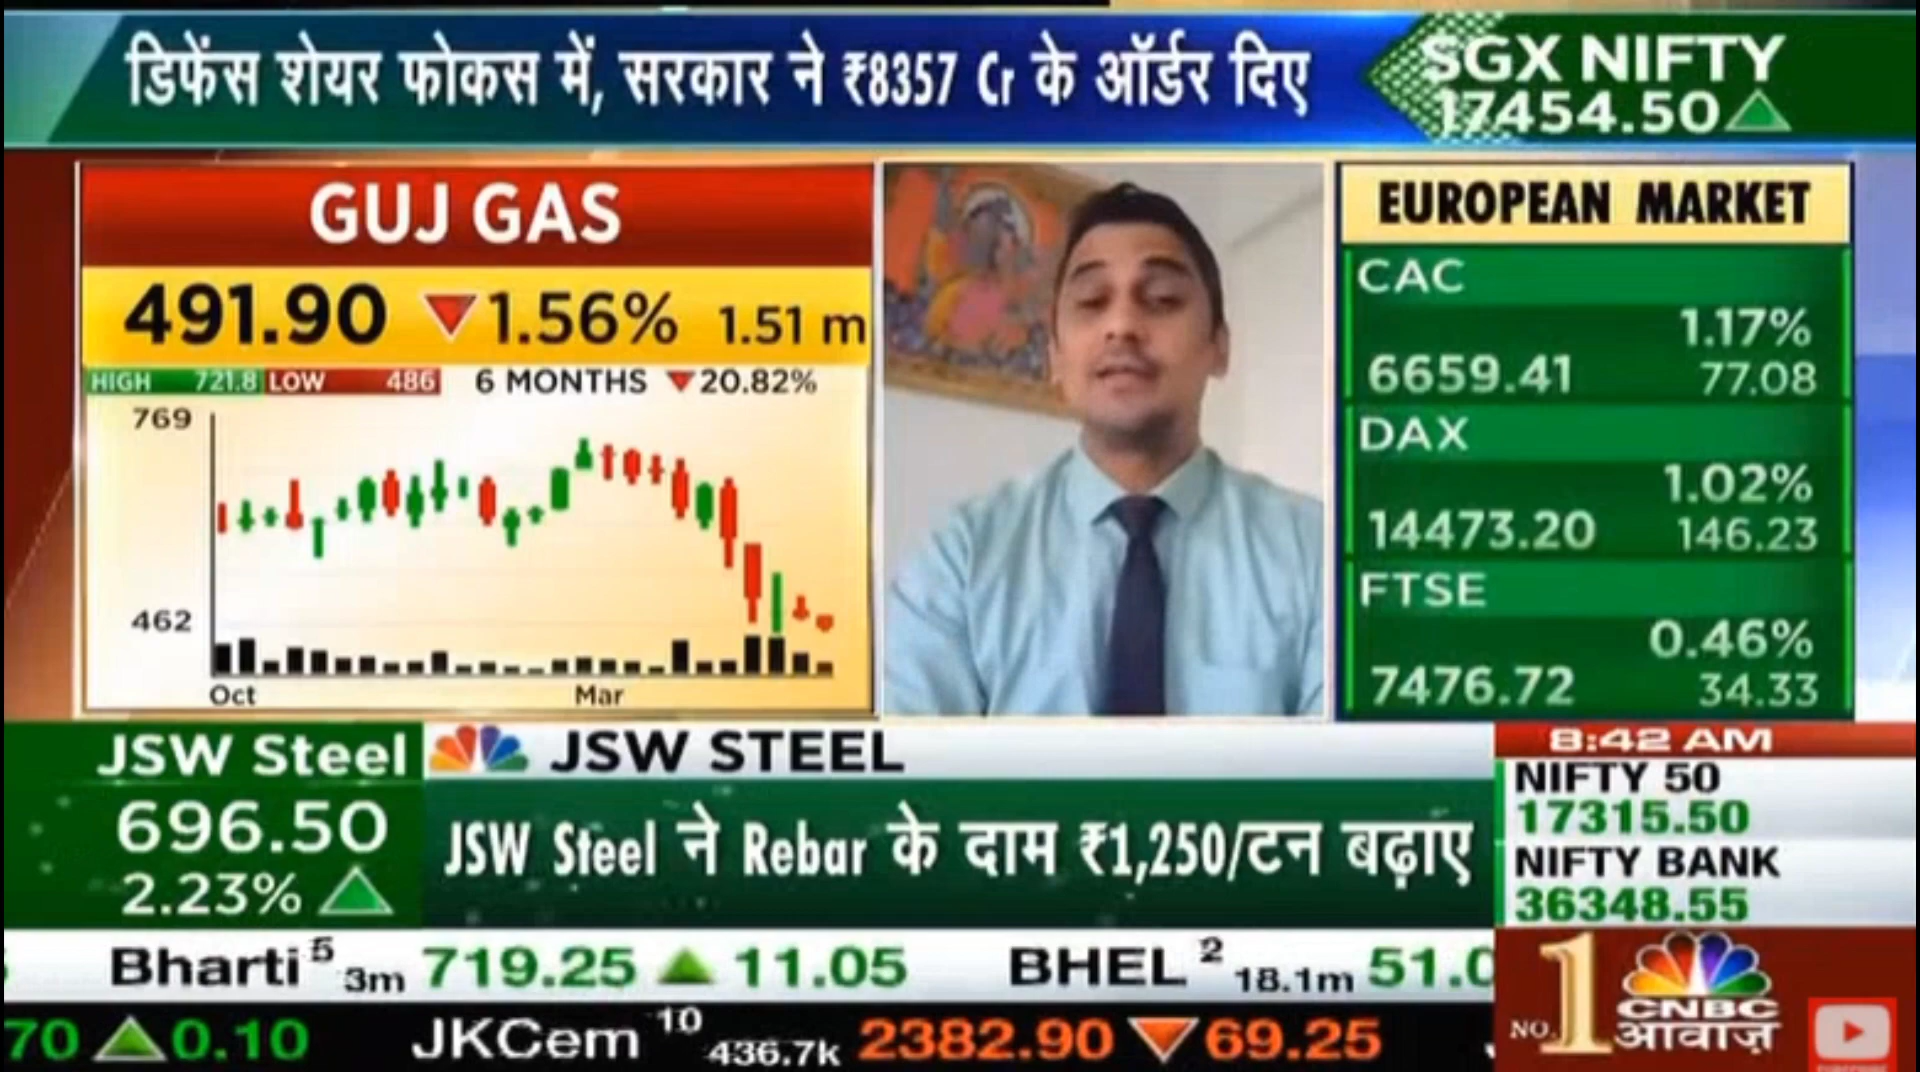 डिफेंस शेयर फोकस में, सरकार ने ₹8357 Cr के ऑर्डर दिए
SGX NIFTY
17454.50
GUJ GAS
491.90 ▼1.56% 1.51 m
HIGH 721.8 LOW 486 6 MONTHS ▼20.82%
769
462
Oct Mar
EUROPEAN MARKET
CAC
1.17%
6659.41 77.08
DAX
1.02%
14473.20 146.23
FTSE
0.46%
7476.72 34.33
JSW Steel
696.50
2.23%
JSW STEEL
JSW Steel ने Rebar के दाम ₹1,250/टन बढ़ाए
8:42 AM
NIFTY 50
17315.50
NIFTY BANK
36348.55
Bharti 5 3m 719.25 ▲ 11.05 BHEL 2 18.1m 51.0
70 ▲0.10 JKCem 10 436.7k 2382.90 ▼69.25
NO. 1 CNBC
आवाज़